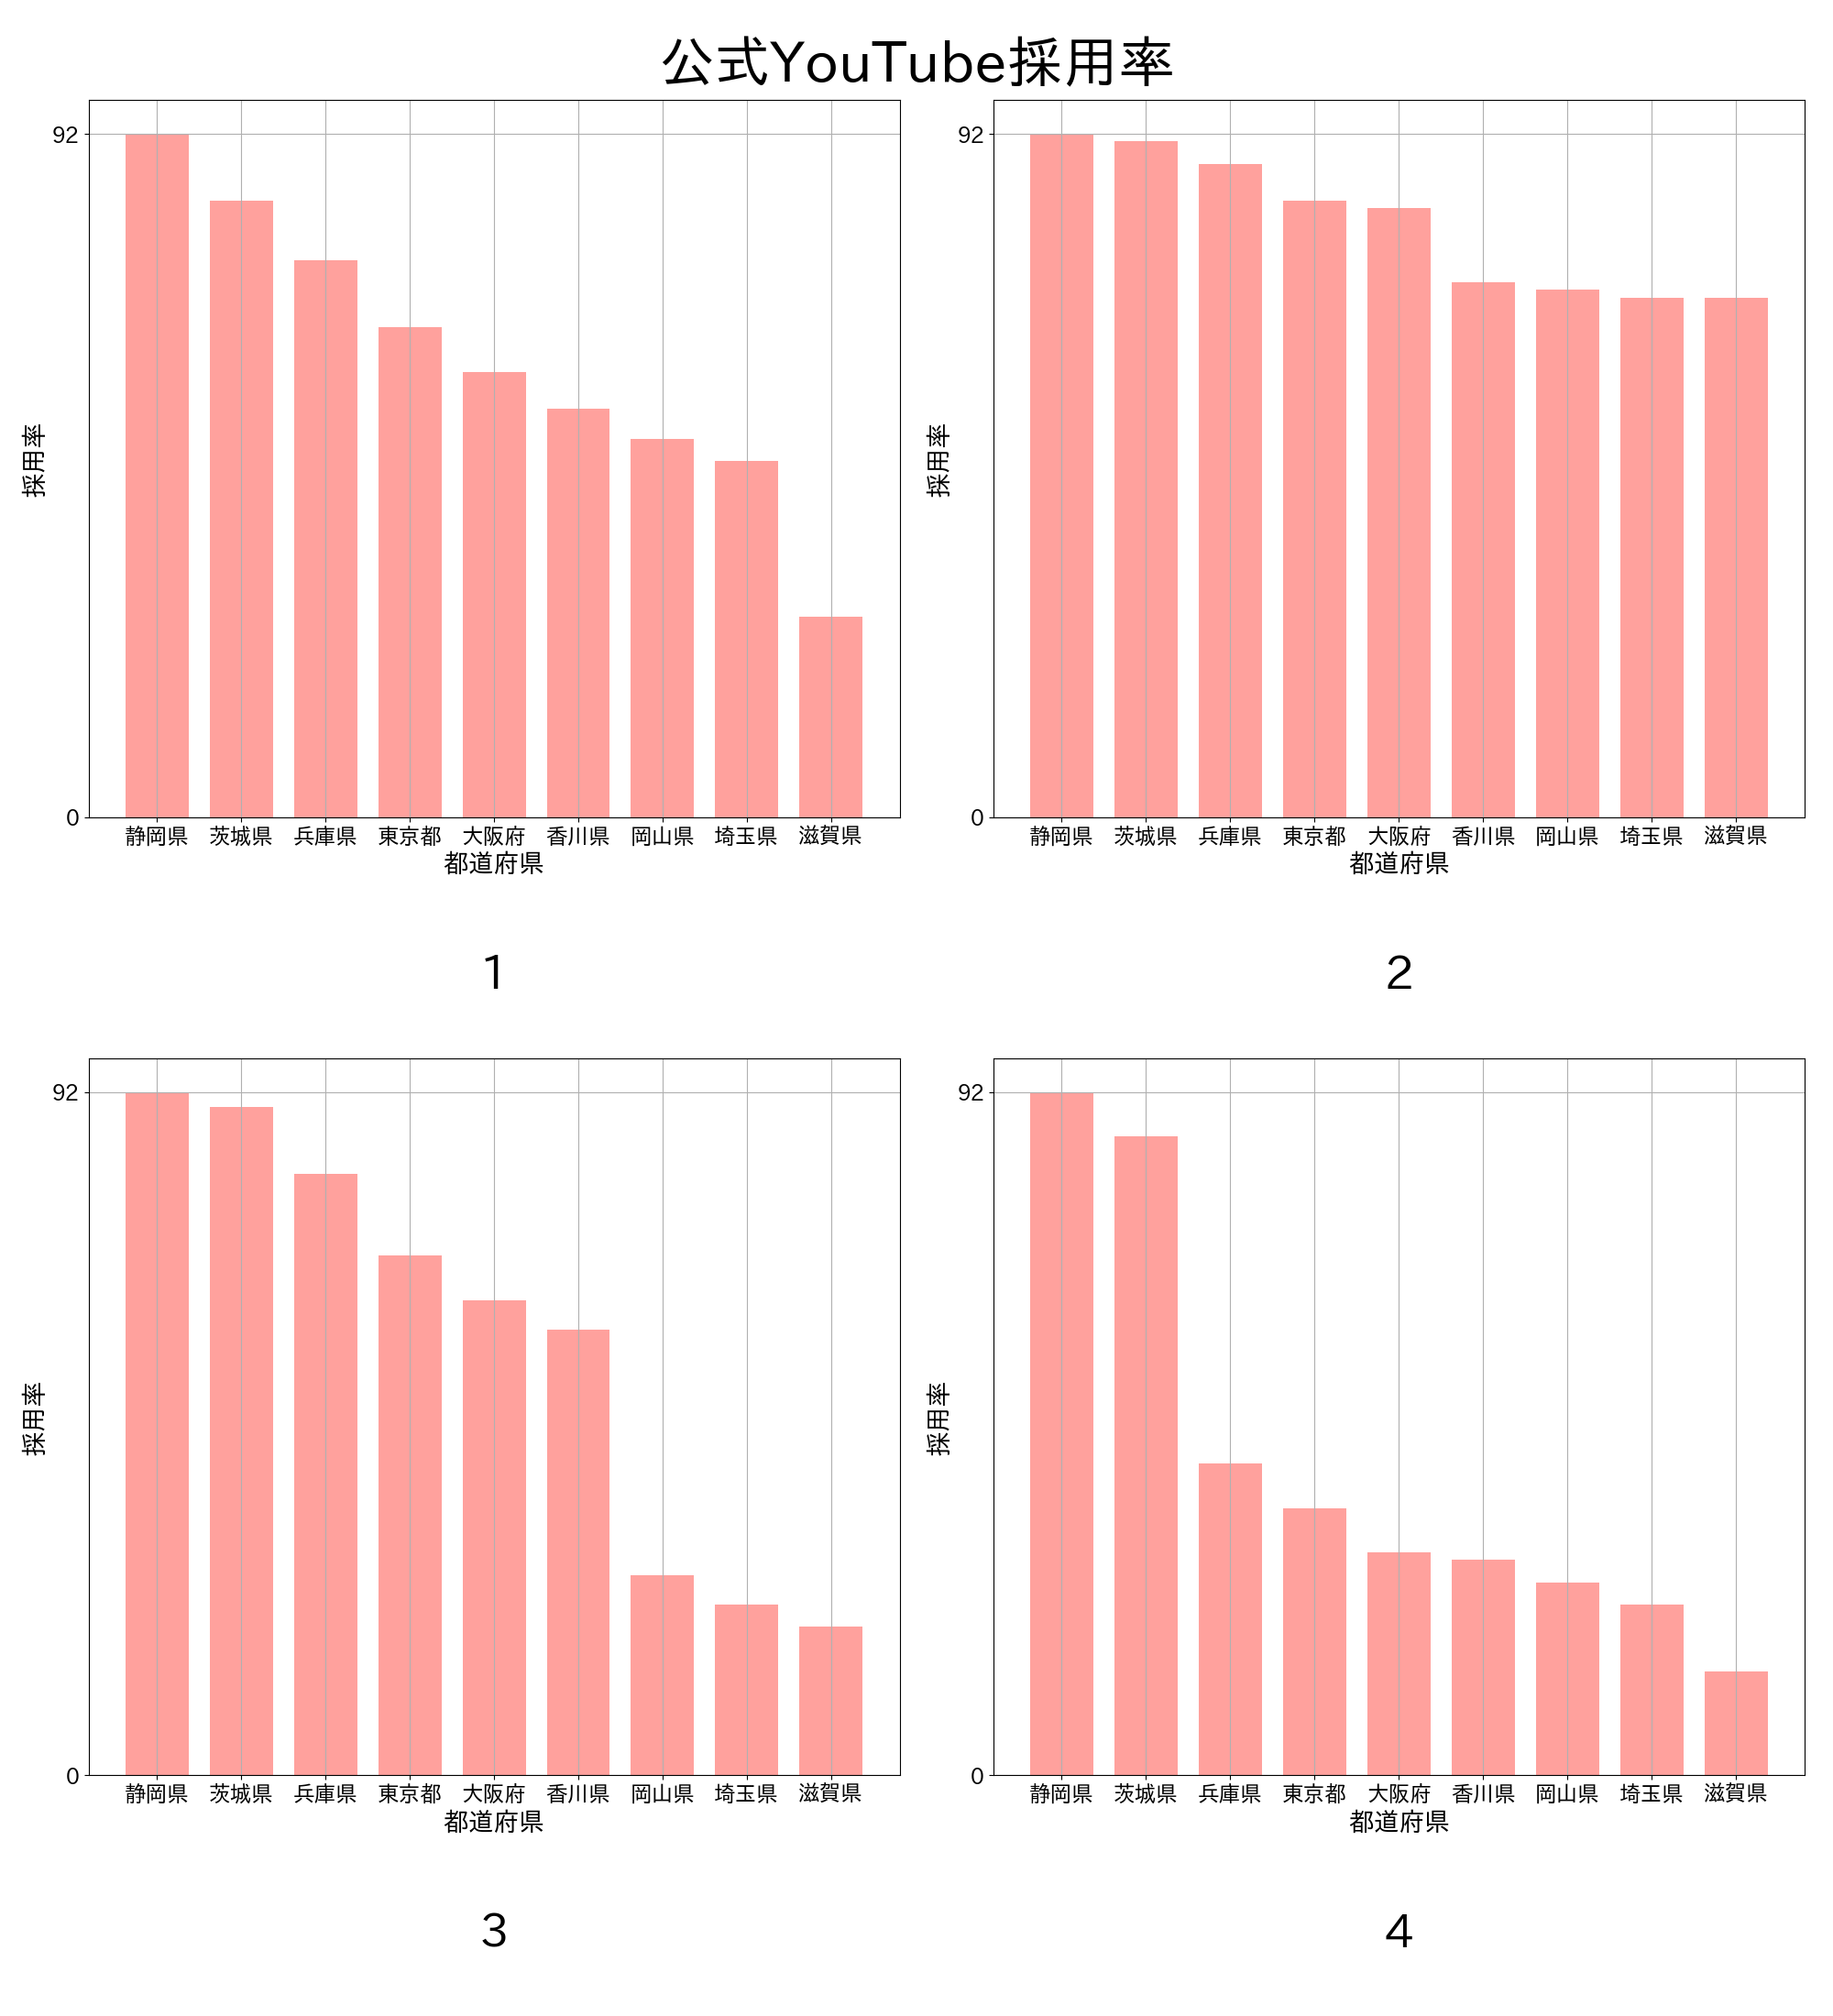 公式YouTube採用率
92
0
採用率
静岡県 茨城県 兵庫県 東京都 大阪府 香川県 岡山県 埼玉県 滋賀県
都道府県
1
92
0
採用率
静岡県 茨城県 兵庫県 東京都 大阪府 香川県 岡山県 埼玉県 滋賀県
都道府県
2
92
0
採用率
静岡県 茨城県 兵庫県 東京都 大阪府 香川県 岡山県 埼玉県 滋賀県
都道府県
3
92
0
採用率
静岡県 茨城県 兵庫県 東京都 大阪府 香川県 岡山県 埼玉県 滋賀県
都道府県
4